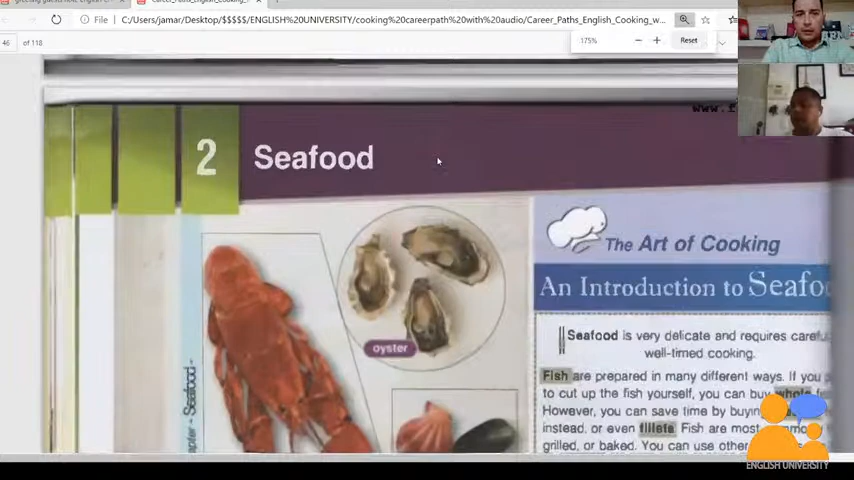 File
C:/Users/jamar/Desktop/$$$$$/ENGLISH%20UNIVERSITY/cooking%20careerpath%20with%20audio/Career_Paths_English_Cooking_w...
46 of 118
175%
Reset
2 Seafood
oyster
The Art of Cooking
An Introduction to Seafo
Seafood is very delicate and requires carefu
well-timed cooking.
Fish are prepared in many different ways. If you
to cut up the fish yourself, you can buy whole
However, you can save time by buyin
instead, or even fillets Fish are most
grilled, or baked. You can use other
Seafood
ENGLISH UNIVERSITY